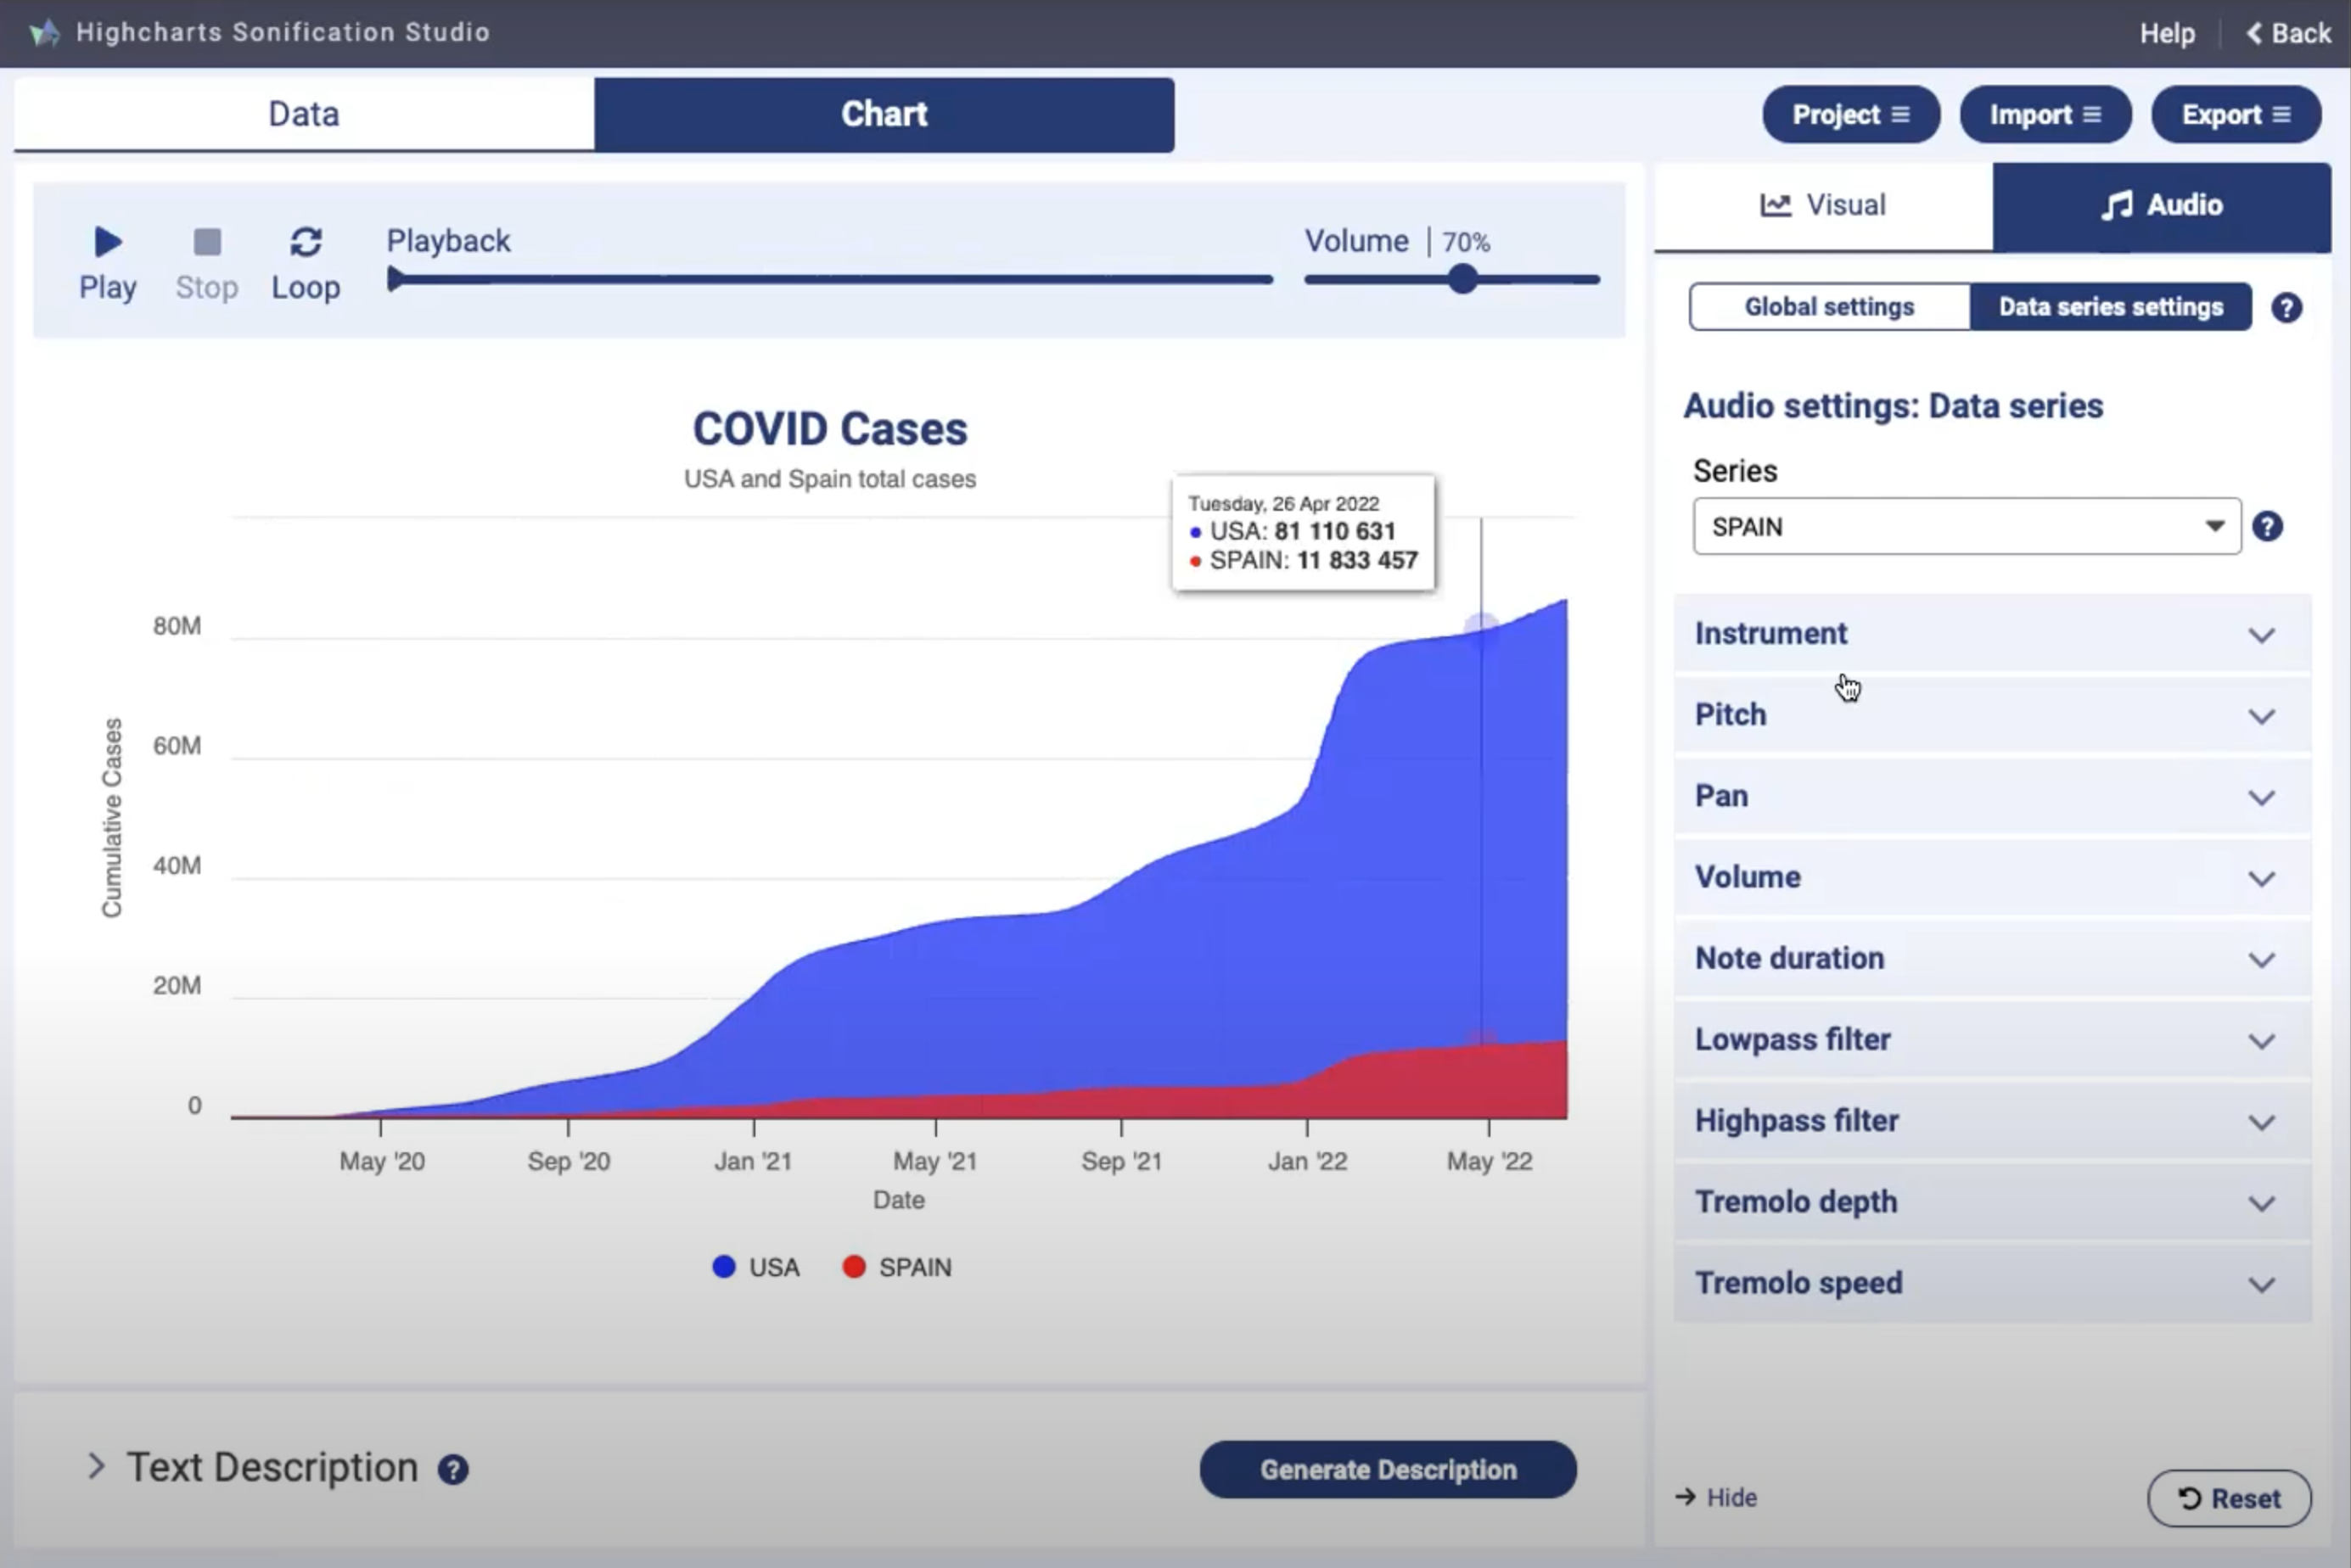 Highcharts Sonification Studio
Help
Back
Data
Chart
Project
Import
Export
Play
Stop
Loop
Playback
Volume | 70%
Visual
Audio
Global settings
Data series settings
?
Audio settings: Data series
Series
SPAIN
?
Instrument
Pitch
Pan
Volume
Note duration
Lowpass filter
Highpass filter
Tremolo depth
Tremolo speed
Hide
Reset
COVID Cases
USA and Spain total cases
Tuesday, 26 Apr 2022
USA: 81 110 631
SPAIN: 11 833 457
Cumulative Cases
80M
60M
40M
20M
0
May '20
Sep '20
Jan '21
May '21
Sep '21
Jan '22
May '22
Date
USA
SPAIN
Text Description ?
Generate Description